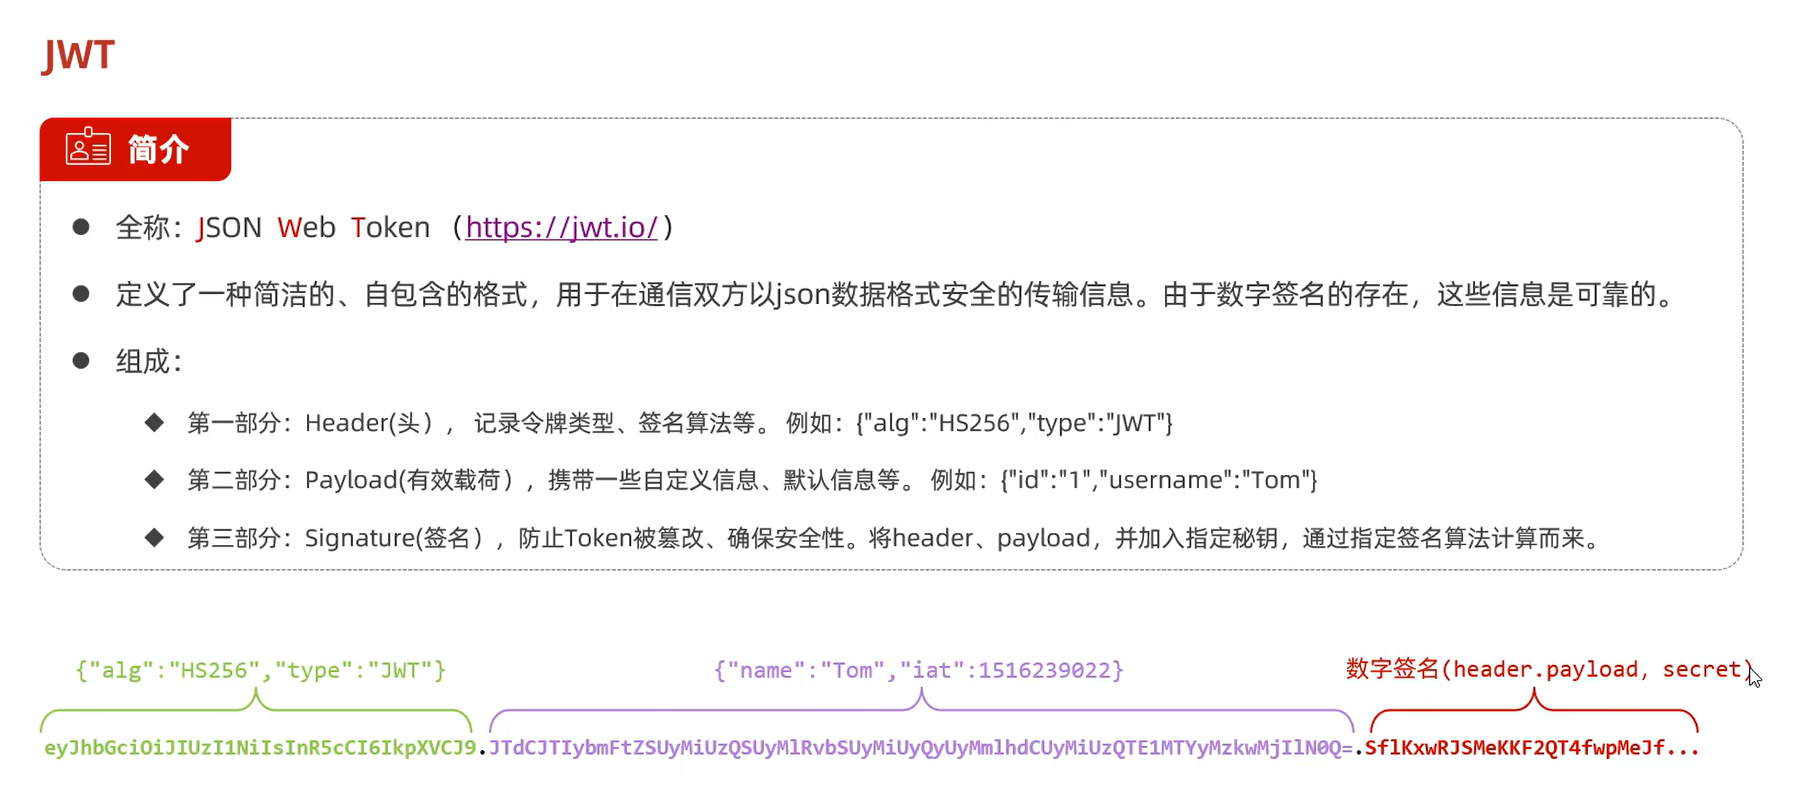 JWT
简介
全称：JSON Web Token（https://jwt.io/）
定义了一种简洁的、自包含的格式，用于在通信双方以json数据格式安全的传输信息。由于数字签名的存在，这些信息是可靠的。
组成：
第一部分：Header(头）， 记录令牌类型、签名算法等。 例如：{"alg":"HS256","type":"JWT"}
第二部分：Payload(有效载荷），携带一些自定义信息、默认信息等。 例如：{"id":"1","username":"Tom"}
第三部分：Signature(签名），防止Token被篡改、确保安全性。将header、payload，并加入指定秘钥，通过指定签名算法计算而来。
{"alg":"HS256","type":"JWT"} {"name":"Tom","iat":1516239022} 数字签名(header.payload, secret)
eyJhbGciOiJIUzI1NiIsInR5cCI6IkpXVCJ9.JTdCJTIybmFtZSUyMiUzQSUyMlRvbSUyMiUyQyUyMmlhdCUyMiUzQTE1MTYyMzkwMjIlN0Q=.SflKxwRJSMeKKF2QT4fwpMeJf...